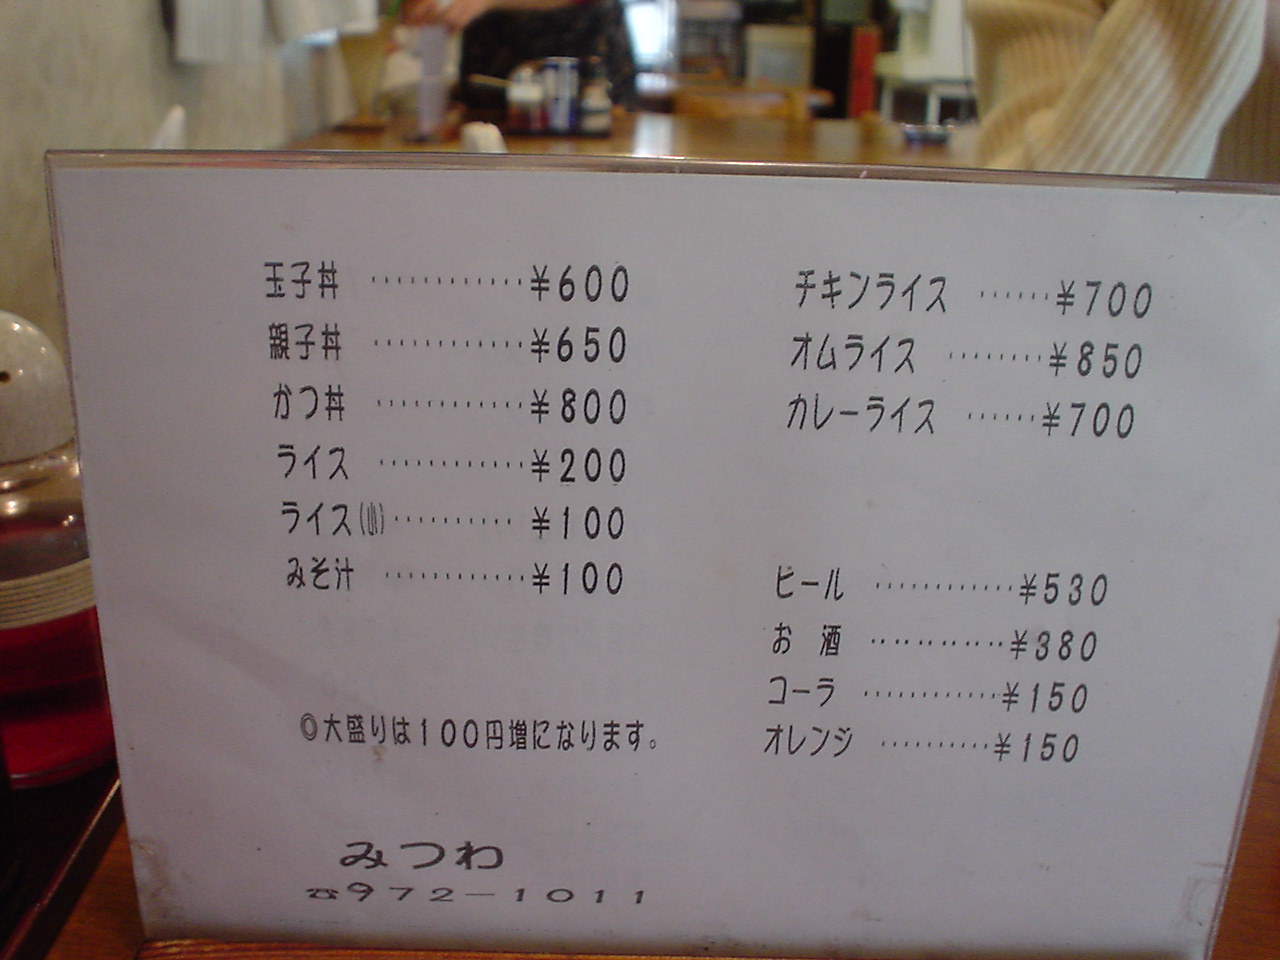 玉子丼 ············¥600
親子丼 ············¥650
かつ丼 ············¥800
ライス ············¥200
ライス(小)·········· ¥100
みそ汁 ············¥100
◎大盛りは100円増になります。
みつわ
☎972-1011
チキンライス ······¥700
オムライス ········¥850
カレーライス ······¥700
ビール ············¥530
お 酒 ···········¥380
コーラ ············¥150
オレンジ ··········¥150